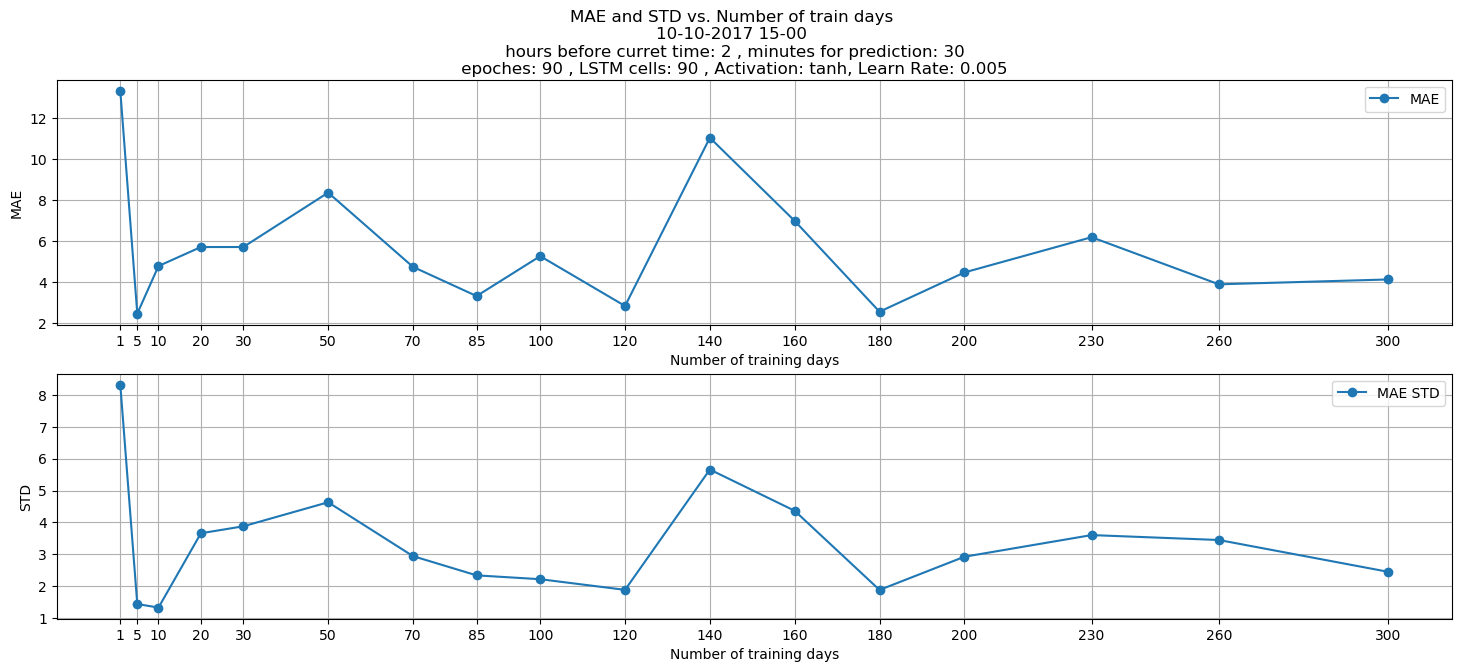 MAE and STD vs. Number of train days
10-10-2017 15-00
hours before curret time: 2 , minutes for prediction: 30
epoches: 90 , LSTM cells: 90 , Activation: tanh, Learn Rate: 0.005
MAE
12
10
8
6
4
2
MAE
1 5 10 20 30 50 70 85 100 120 140 160 180 200 230 260 300
Number of training days
MAE STD
8
7
6
5
4
3
2
1
STD
1 5 10 20 30 50 70 85 100 120 140 160 180 200 230 260 300
Number of training days